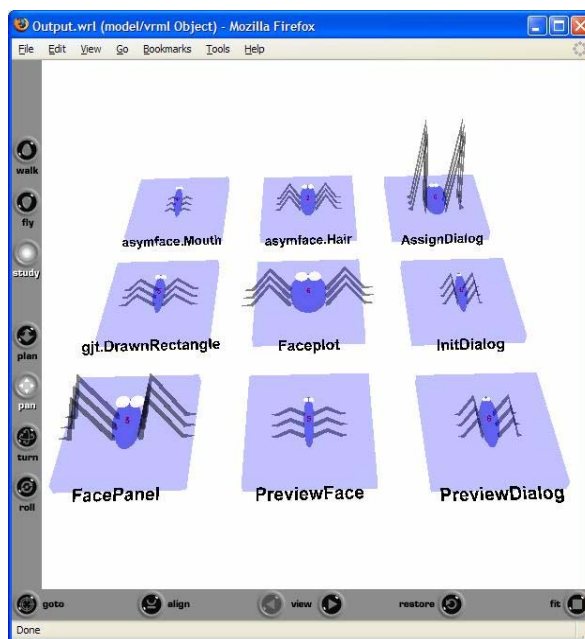 Output.wrl (model/vrml Object) - Mozilla Firefox
File Edit View Go Bookmarks Tools Help
walk
fly
study
plan
pan
turn
roll
asymface.Mouth asymface.Hair AssignDialog
gjt.DrawnRectangle Faceplot InitDialog
FacePanel PreviewFace PreviewDialog
goto align view restore fit
Done